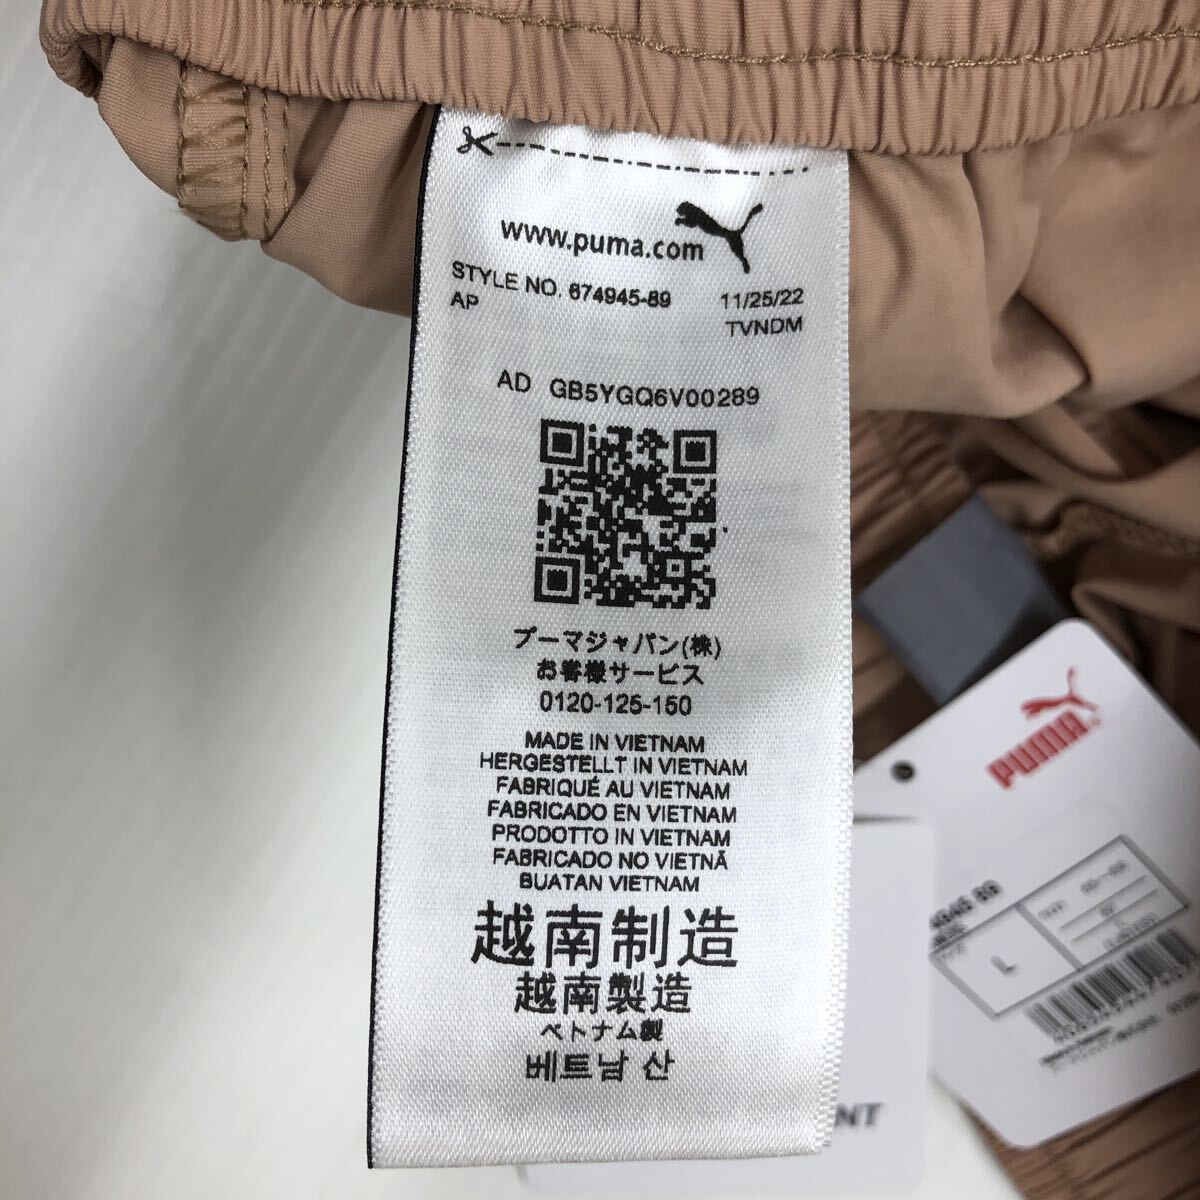 www.puma.com
STYLE NO. 674945-89 11/25/22
AP TVNDM
AD GB5YGQ6V00289
プーマジャパン(株)
お客様サービス
0120-125-150
MADE IN VIETNAM
HERGESTELLT IN VIETNAM
FABRIQUÉ AU VIETNAM
FABRICADO EN VIETNAM
PRODOTTO IN VIETNAM
FABRICADO NO VIETNÃ
BUATAN VIETNAM
越南制造
越南製造
ベトナム製
베트남 산
PUMA
4945 89
L
NT